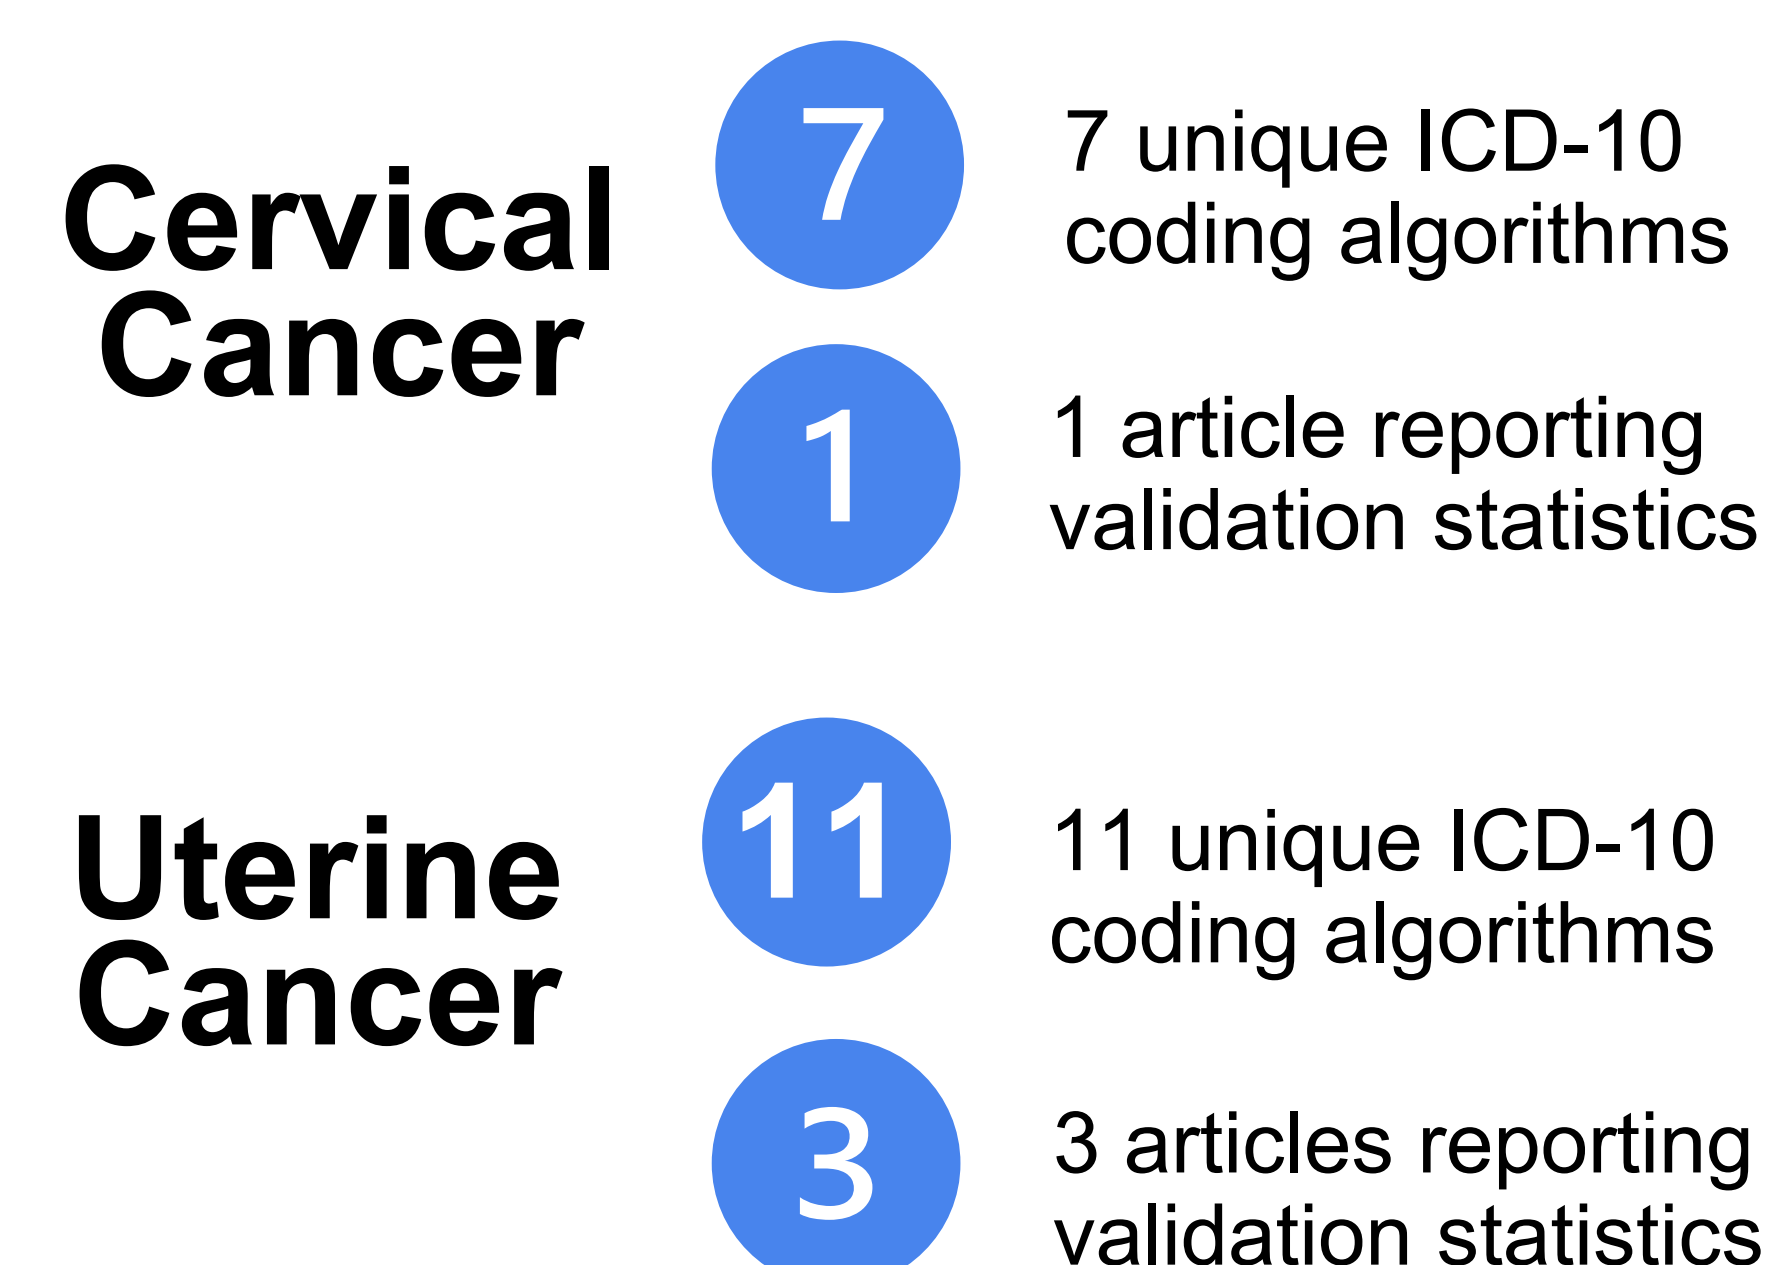 Cervical
Cancer
7
7 unique ICD-10
coding algorithms
1
1 article reporting
validation statistics
Uterine
Cancer
11
11 unique ICD-10
coding algorithms
3
3 articles reporting
validation statistics